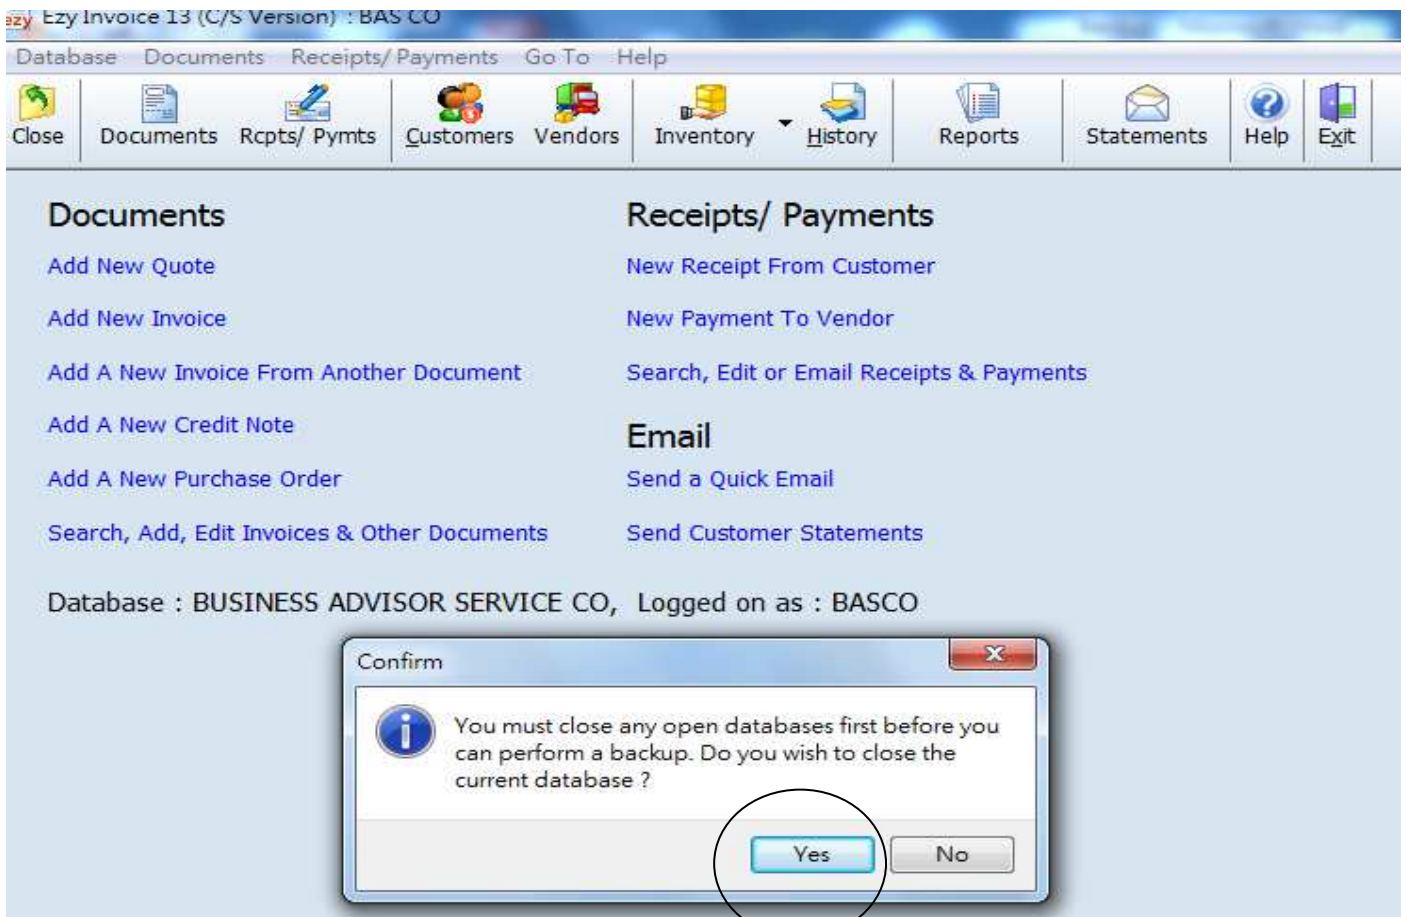 ezy Ezy Invoice 13 (C/S Version) : BAS CO
Database Documents Receipts/ Payments Go To Help
Close Documents Rcpts/ Pymts Customers Vendors Inventory History Reports Statements Help Exit
Documents
Add New Quote
Add New Invoice
Add A New Invoice From Another Document
Add A New Credit Note
Add A New Purchase Order
Search, Add, Edit Invoices & Other Documents
Receipts/ Payments
New Receipt From Customer
New Payment To Vendor
Search, Edit or Email Receipts & Payments
Email
Send a Quick Email
Send Customer Statements
Database : BUSINESS ADVISOR SERVICE CO, Logged on as : BASCO
Confirm
You must close any open databases first before you
can perform a backup. Do you wish to close the
current database ?
Yes No